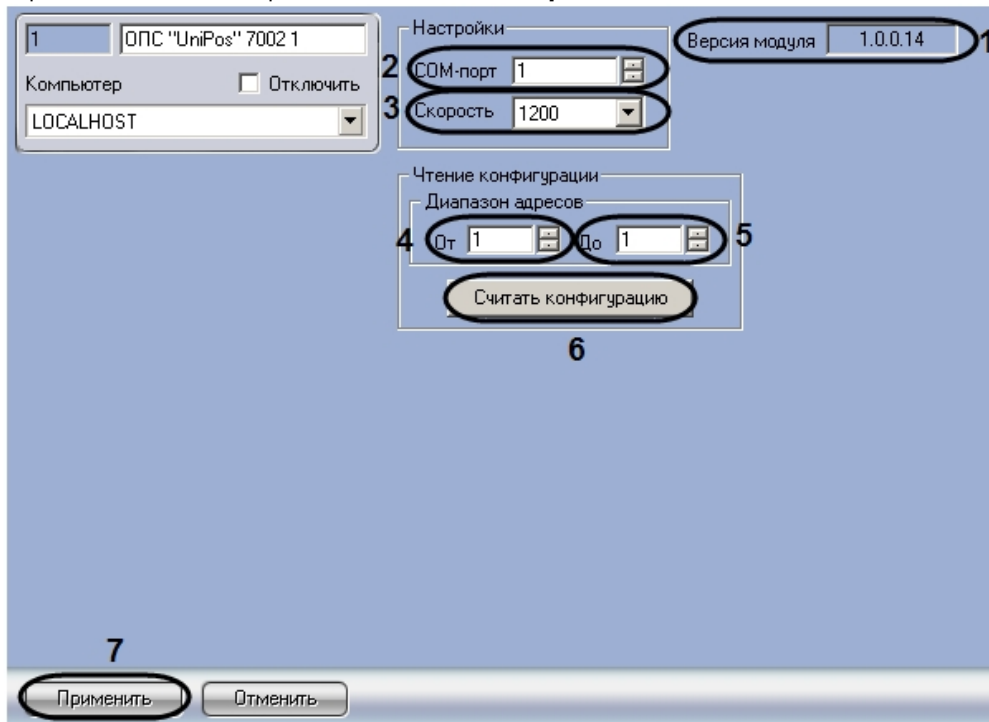 1 ОПС "UniPos" 7002 1
Компьютер Отключить
LOCALHOST
Настройки
2 COM-порт 1
3 Скорость 1200
Версия модуля 1.0.0.14 1
Чтение конфигурации
Диапазон адресов
4 От 1 До 1 5
Считать конфигурацию
6
7
Применить Отменить